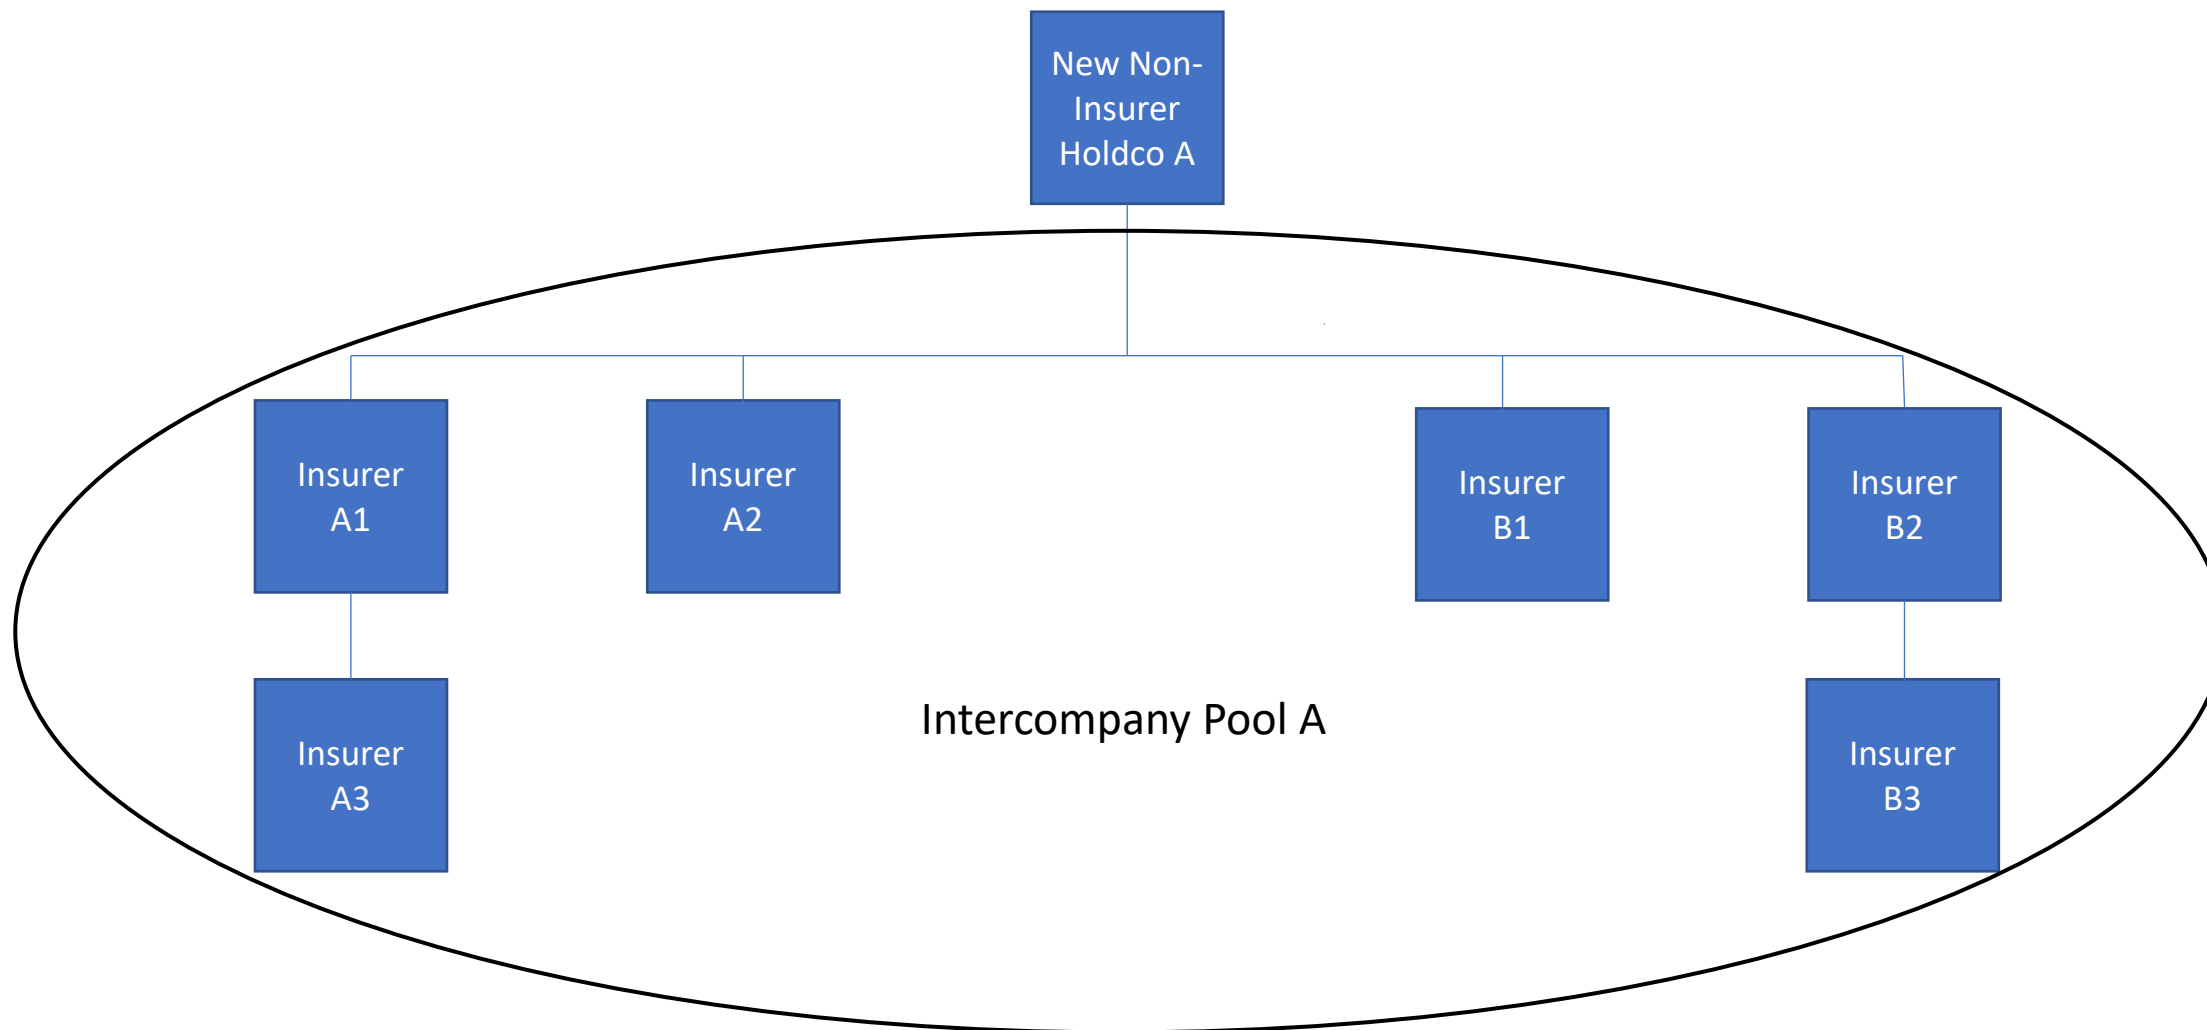 New Non-
Insurer
Holdco A
Insurer
A1
Insurer
A2
Insurer
B1
Insurer
B2
Intercompany Pool A
Insurer
A3
Insurer
B3